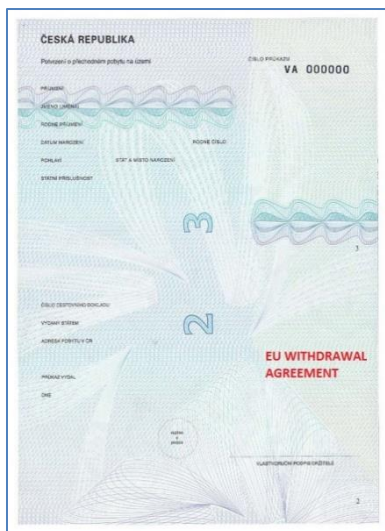 ČESKÁ REPUBLIKA
Potvrzení o přechodném pobytu na území
ČÍSLO PRŮKAZU
VA 000000
PŘÍJMENÍ
JMÉNO (JMÉNA)
RODNÉ PŘÍJMENÍ
DATUM NAROZENÍ RODNÉ ČÍSLO
POHLAVÍ STÁT A MÍSTO NAROZENÍ
STÁTNÍ PŘÍSLUŠNOST
3
3
2
ČÍSLO CESTOVNÍHO DOKLADU
VYDANÝ STÁTEM
ADRESA POBYTU V ČR
EU WITHDRAWAL
AGREEMENT
PRŮKAZ VYDAL
DNE
VLASTNORUČNÍ PODPIS DRŽITELE
2